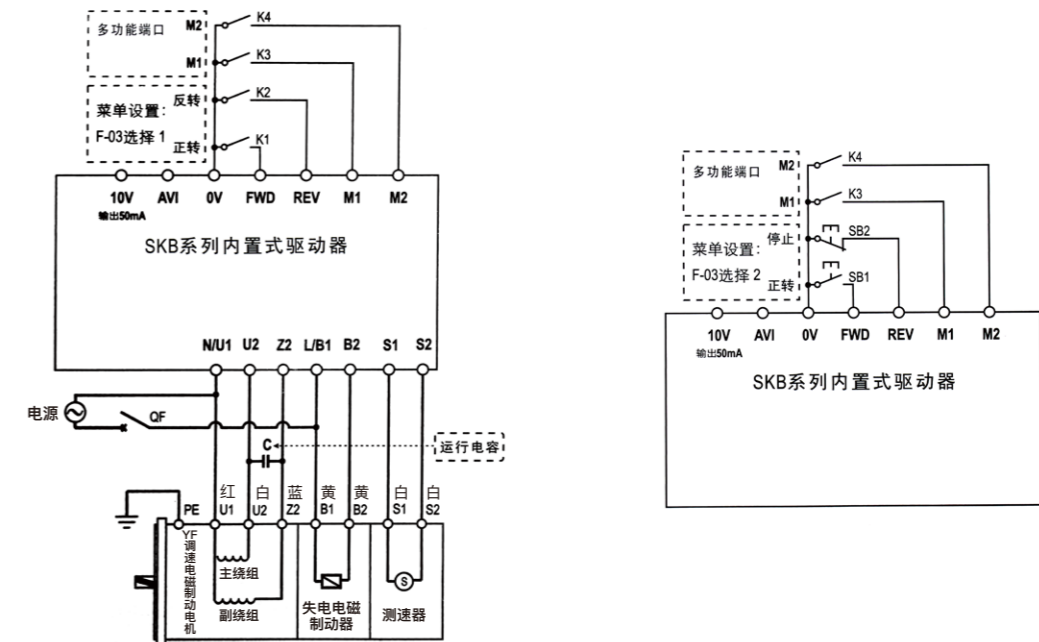 多功能端口
M2
K4
M1
K3
菜单设置：
F-03选择 1
反转
K2
正转
K1
10V AVI 0V FWD REV M1 M2
输出50mA
SKB系列内置式驱动器
N/U1 U2 Z2 L/B1 B2 S1 S2
电源
QF
C
运行电容
红 白 蓝 黄 黄 白 白
PE U1 U2 Z2 B1 B2 S1 S2
YF调速电磁制动电机
主绕组
副绕组
失电电磁
制动器
S
测速器
多功能端口
M2
K4
M1
K3
菜单设置：
F-03选择 2
停止
SB2
正转
SB1
10V AVI 0V FWD REV M1 M2
输出50mA
SKB系列内置式驱动器